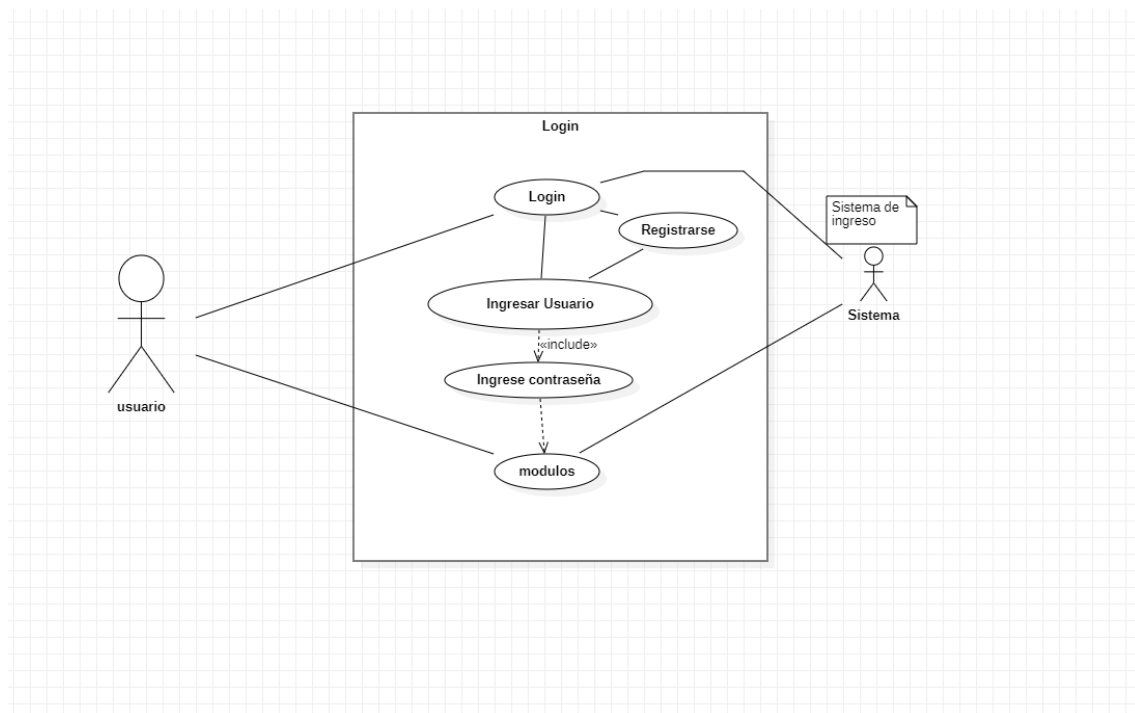 Login
Login
Registrarse
Sistema de
ingreso
Ingresar Usuario
Sistema
«include»
Ingrese contraseña
usuario
modulos